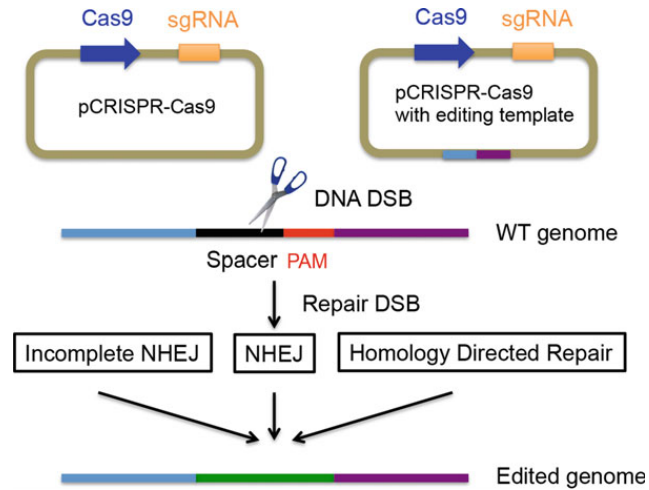 Cas9 sgRNA
pCRISPR-Cas9
Cas9 sgRNA
pCRISPR-Cas9
with editing template
DNA DSB
WT genome
Spacer PAM
Repair DSB
Incomplete NHEJ
NHEJ
Homology Directed Repair
Edited genome